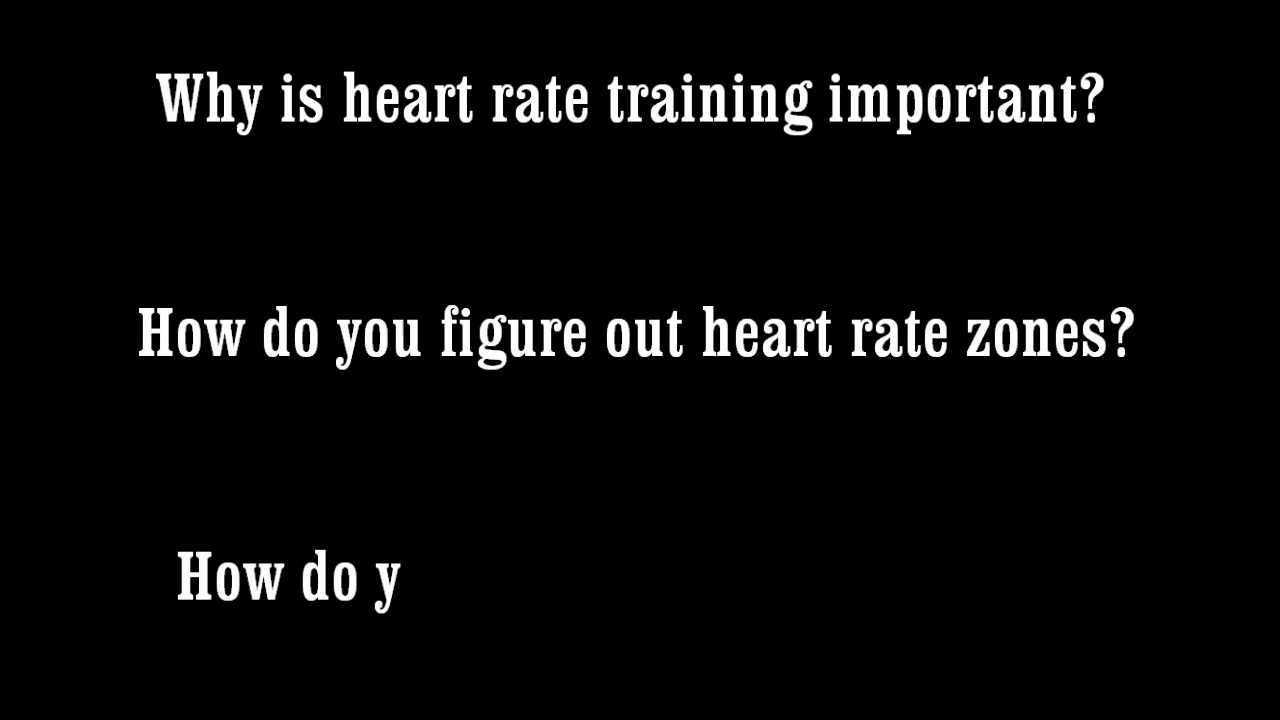 Why is heart rate training important?
How do you figure out heart rate zones?
How do y